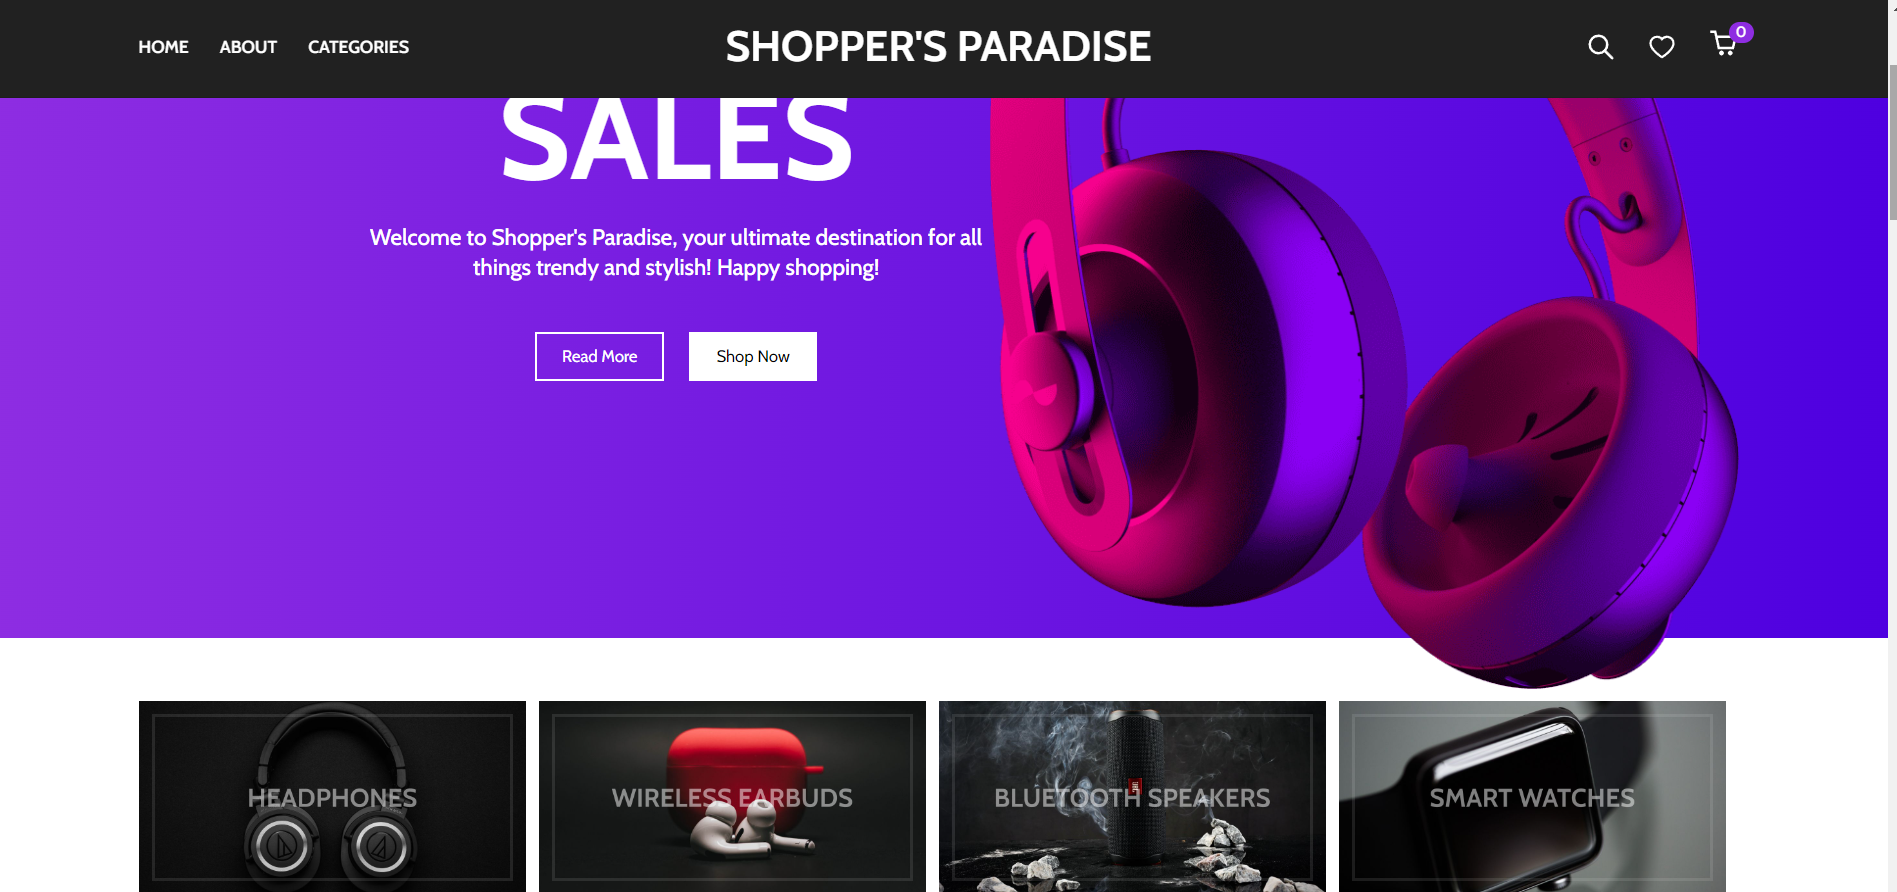 HOME ABOUT CATEGORIES SHOPPER'S PARADISE 0
SALES
Welcome to Shopper's Paradise, your ultimate destination for all
things trendy and stylish! Happy shopping!
Read More Shop Now
HEADPHONES WIRELESS EARBUDS BLUETOOTH SPEAKERS SMART WATCHES
JBL